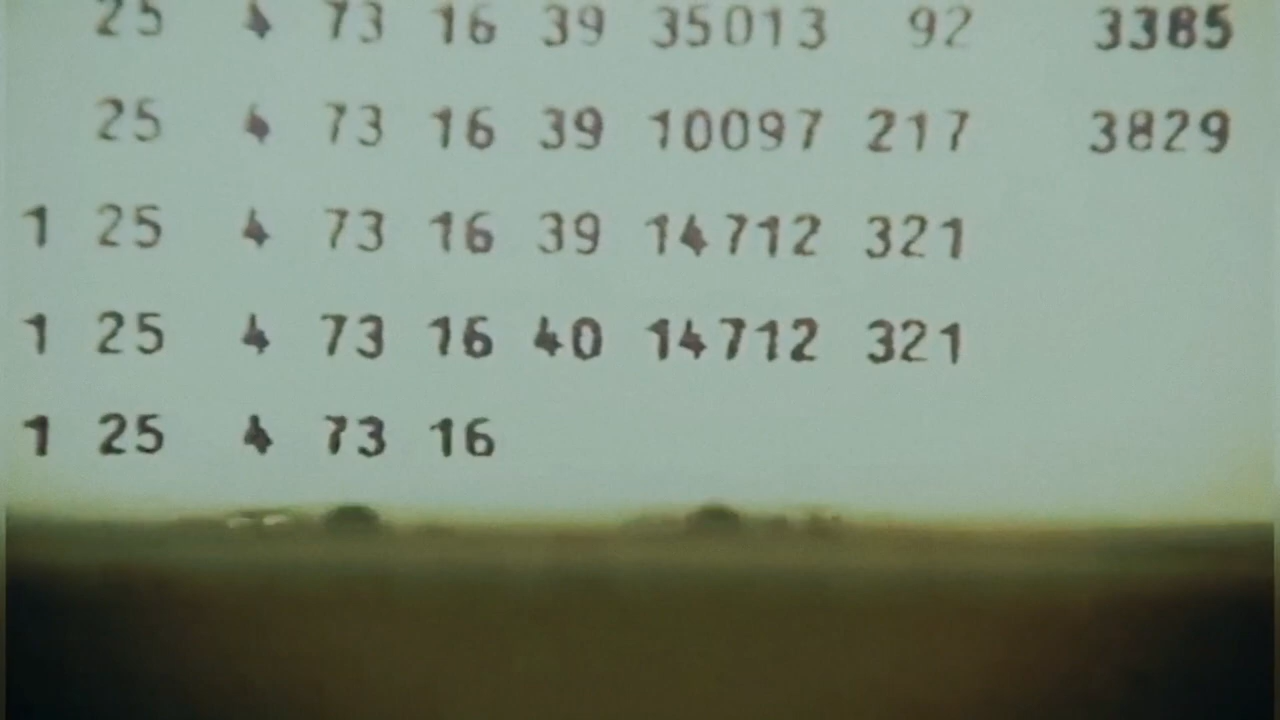 25 4 73 16 39 35013 92 3385
25 4 73 16 39 10097 217 3829
1 25 4 73 16 39 14712 321
1 25 4 73 16 40 14712 321
1 25 4 73 16